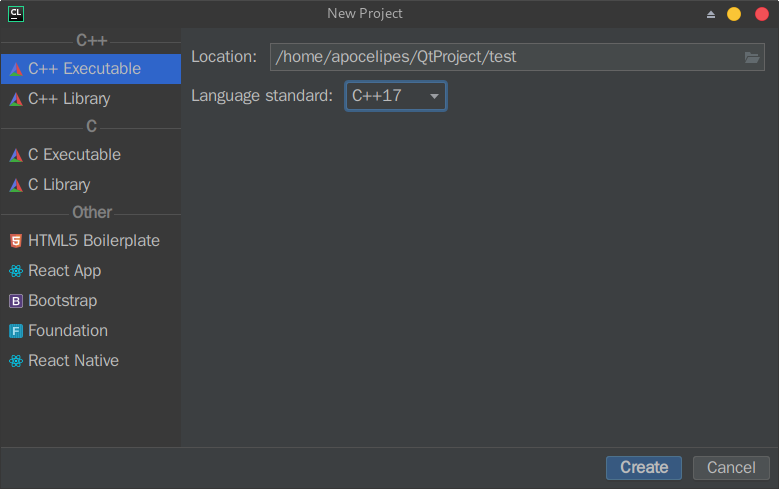 CL
New Project
C++
C++ Executable
C++ Library
C
C Executable
C Library
Other
5 HTML5 Boilerplate
React App
B Bootstrap
F Foundation
React Native
Location: /home/apocelipes/QtProject/test
Language standard: C++17
Create Cancel